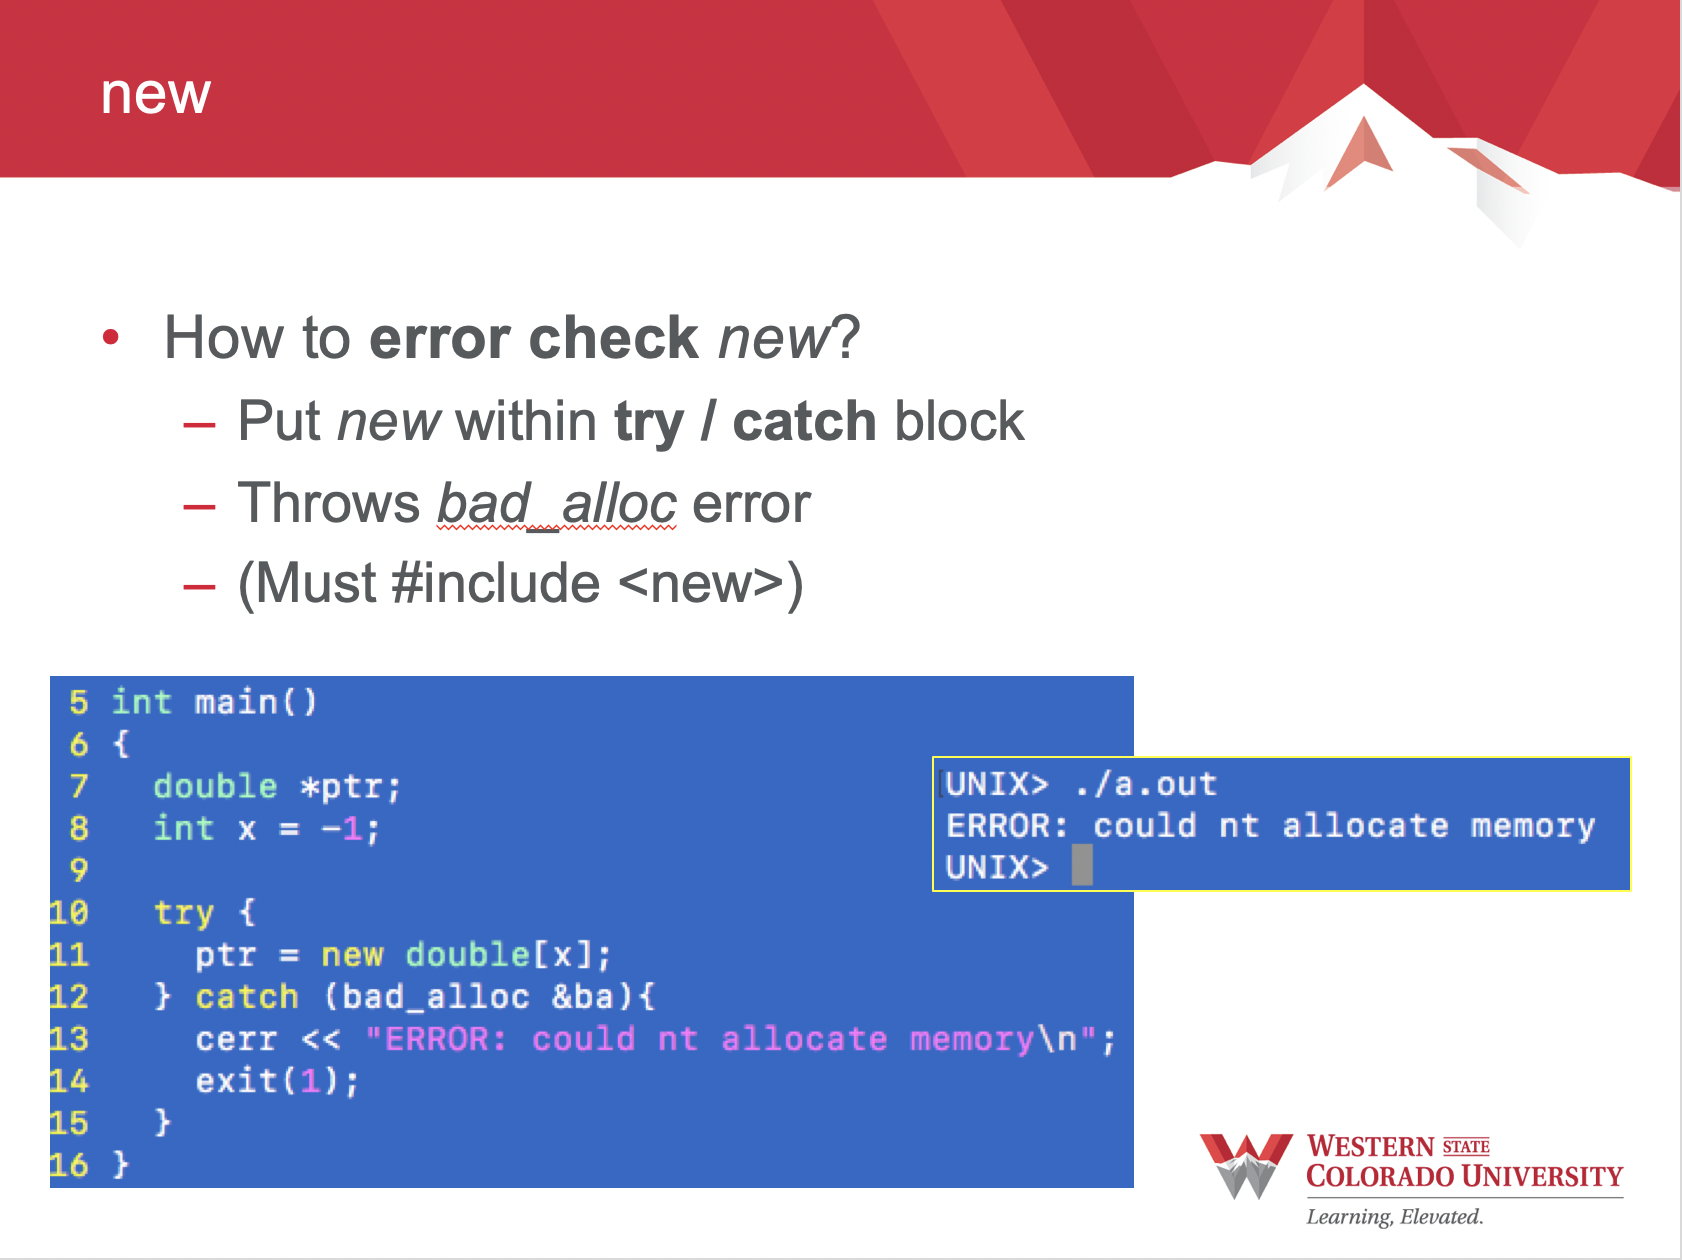 new
• How to error check new?
– Put new within try / catch block
– Throws bad_alloc error
– (Must #include <new>)
5 int main()
6 {
7   double *ptr;
8   int x = -1;
9
10   try {
11     ptr = new double[x];
12   } catch (bad_alloc &ba){
13     cerr << "ERROR: could nt allocate memory\n";
14     exit(1);
15   }
16 }
UNIX> ./a.out
ERROR: could nt allocate memory
UNIX>
WESTERN STATE
COLORADO UNIVERSITY
Learning, Elevated.